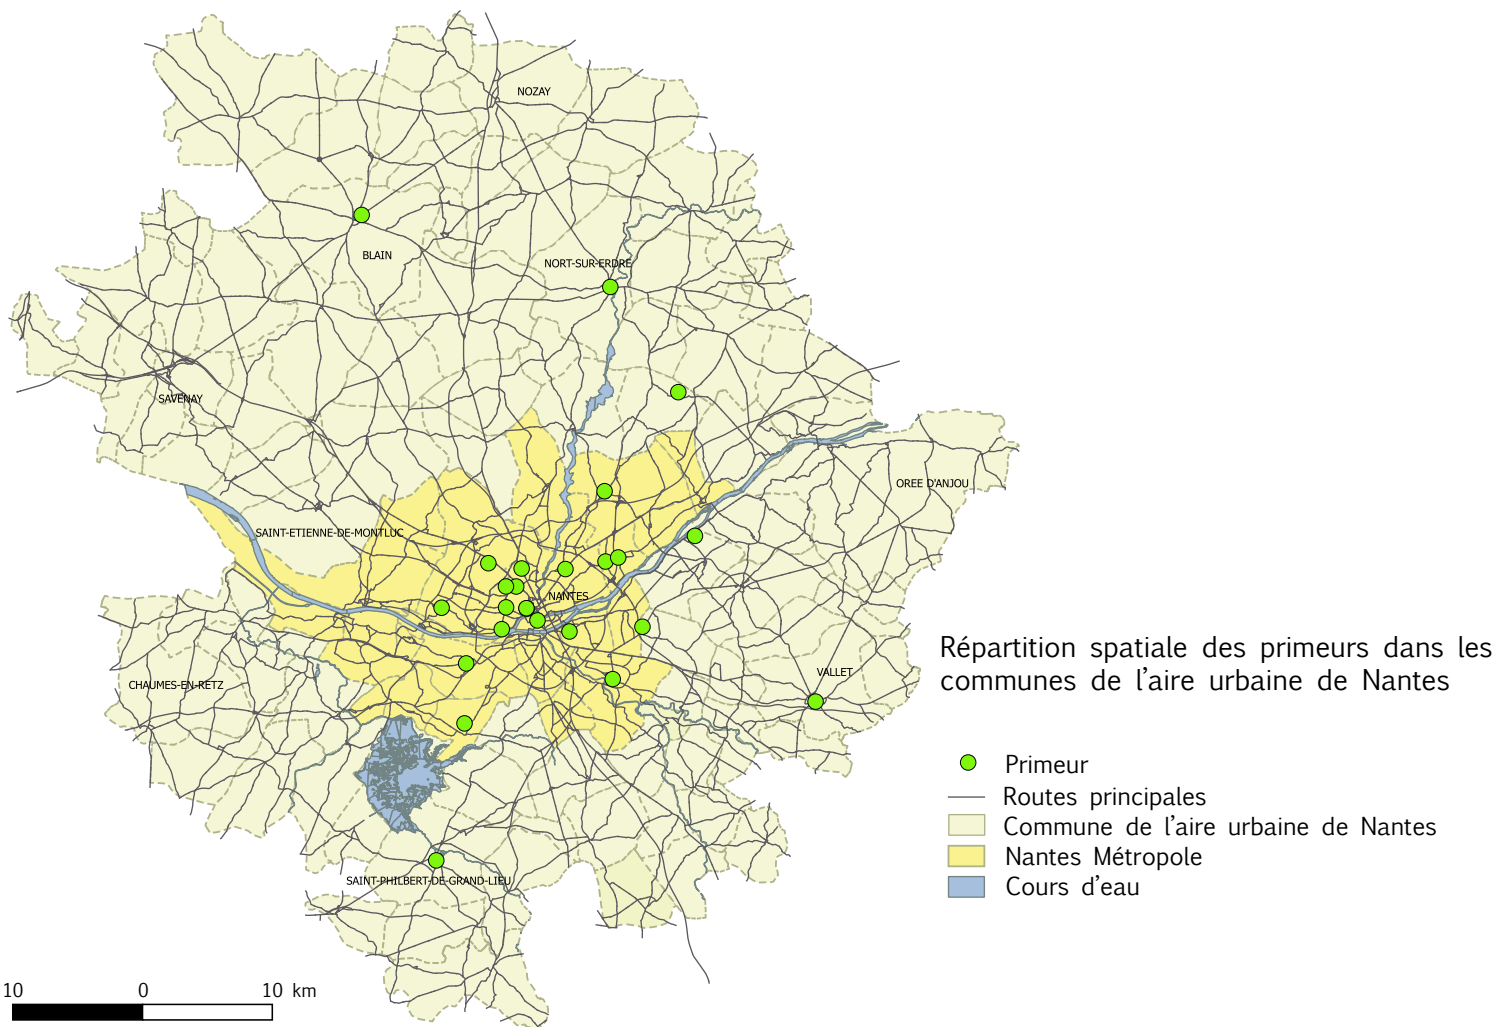 NOZAY
BLAIN
NORT-SUR-ERDRE
SAVENAY
OREE D'ANJOU
SAINT-ETIENNE-DE-MONTLUC
NANTES
VALLET
CHAUMES-EN-RETZ
SAINT-PHILBERT-DE-GRAND-LIEU
Répartition spatiale des primeurs dans les
communes de l'aire urbaine de Nantes
Primeur
Routes principales
Commune de l'aire urbaine de Nantes
Nantes Métropole
Cours d'eau
10 0 10 km